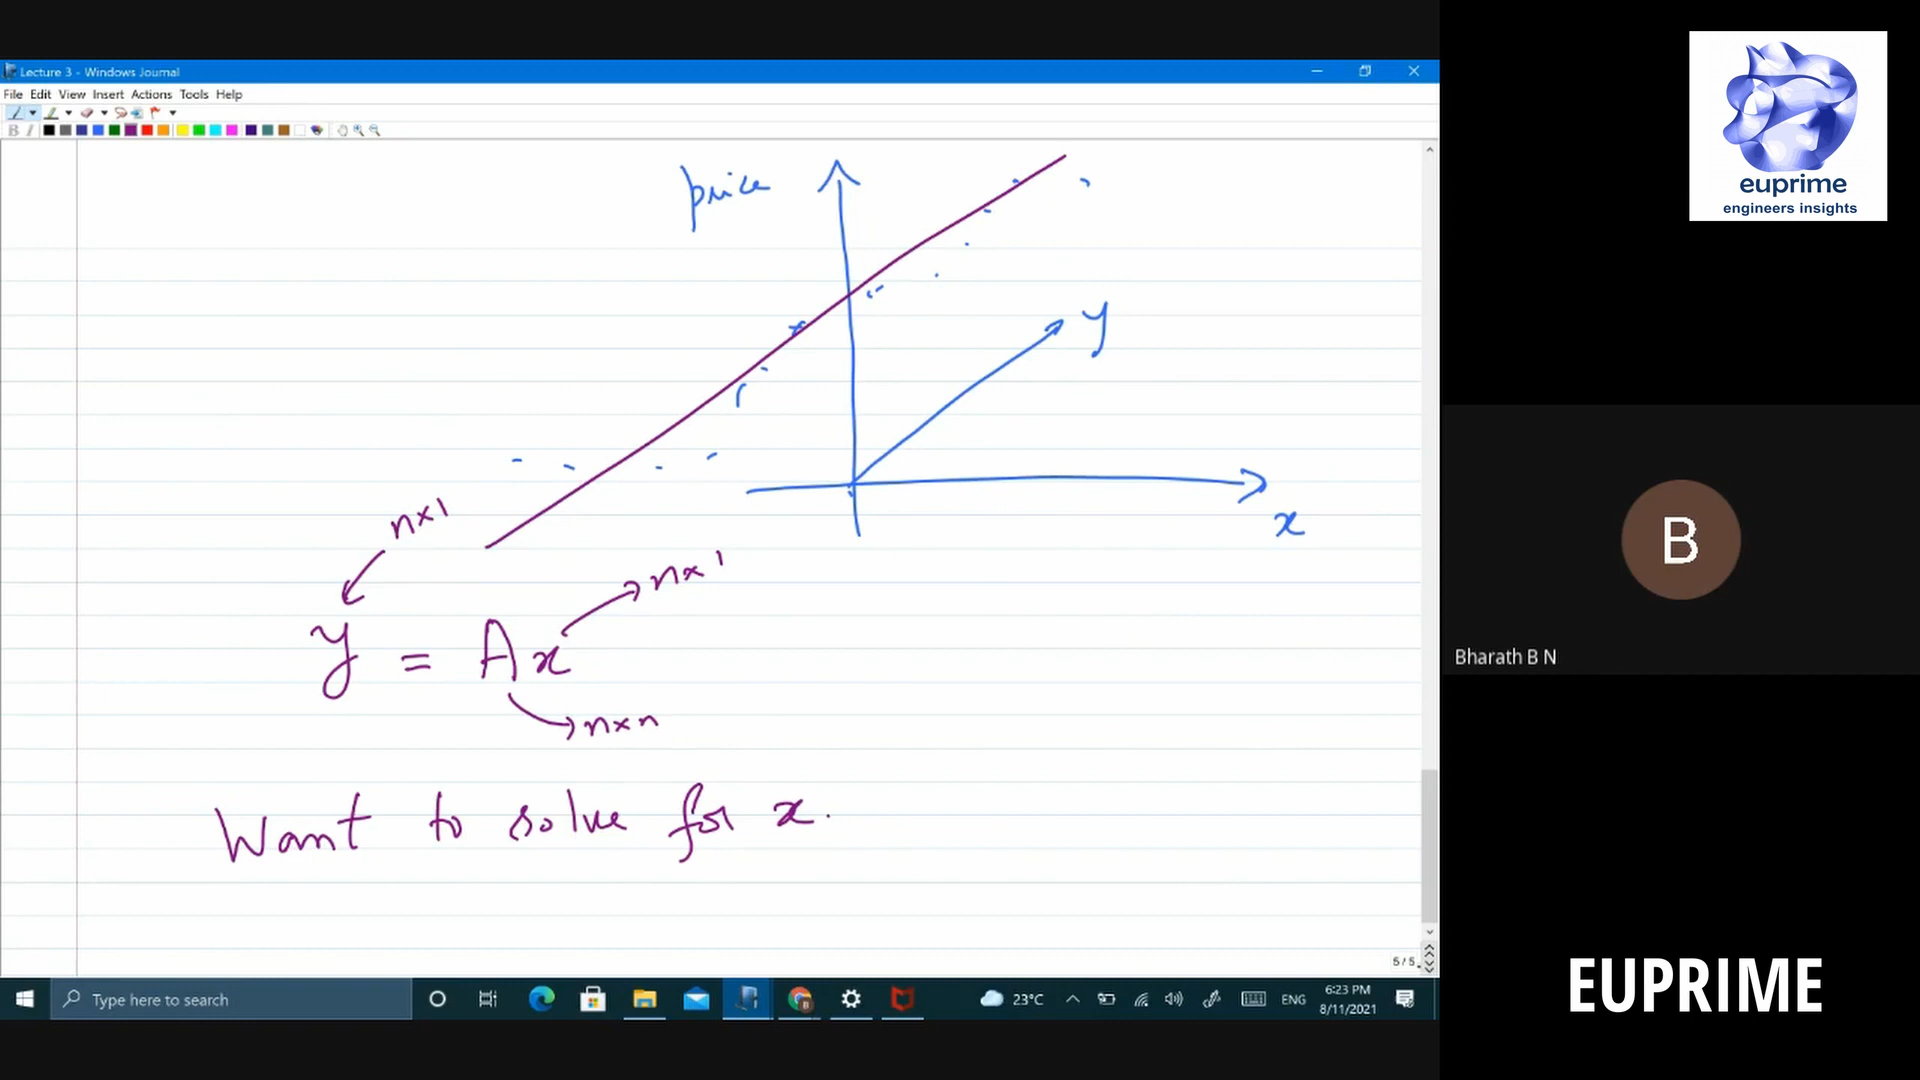 Lecture 3 - Windows Journal
File Edit View Insert Actions Tools Help
B I
price
y
x
n×1
n×1
y = Ax
n×n
Want to solve for x.
5 / 5
Type here to search
23°C
ENG
6:23 PM
8/11/2021
euprime
engineers insights
B
Bharath B N
EUPRIME